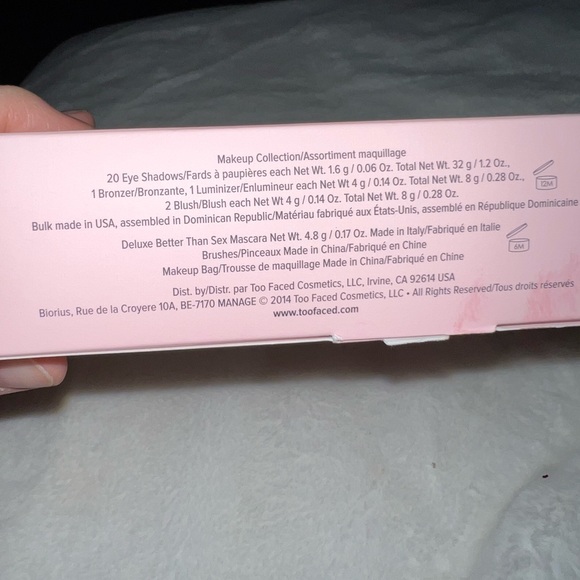 Makeup Collection/Assortiment maquillage
20 Eye Shadows/Fards à paupières each Net Wt. 1.6 g / 0.06 Oz. Total Net Wt. 32 g / 1.2 Oz.,
1 Bronzer/Bronzante, 1 Luminizer/Enlumineur each Net Wt 4 g / 0.14 Oz. Total Net Wt. 8 g / 0.28 Oz.,
2 Blush/Blush each Net Wt 4 g / 0.14 Oz. Total Net Wt. 8 g / 0.28 Oz.
12M
Bulk made in USA, assembled in Dominican Republic/Matériau fabriqué aux États-Unis, assemblé en République Dominicaine
Deluxe Better Than Sex Mascara Net Wt. 4.8 g / 0.17 Oz. Made in Italy/Fabriqué en Italie
6M
Brushes/Pinceaux Made in China/Fabriqué en Chine
Makeup Bag/Trousse de maquillage Made in China/Fabriqué en Chine
Dist. by/Distr. par Too Faced Cosmetics, LLC, Irvine, CA 92614 USA
Biorius, Rue de la Croyere 10A, BE-7170 MANAGE © 2014 Too Faced Cosmetics, LLC • All Rights Reserved/Tous droits réservés
www.toofaced.com